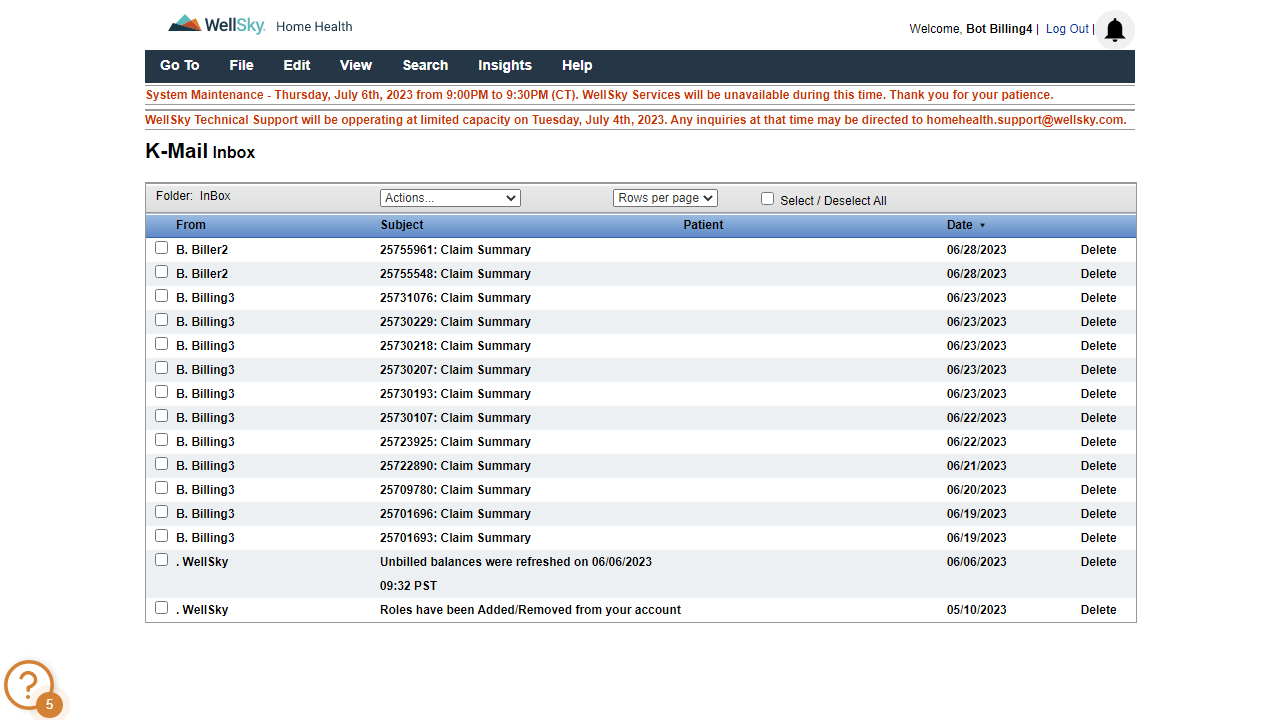 WellSky. Home Health
Welcome, Bot Billing4 | Log Out |
Go To File Edit View Search Insights Help
System Maintenance - Thursday, July 6th, 2023 from 9:00PM to 9:30PM (CT). WellSky Services will be unavailable during this time. Thank you for your patience.
WellSky Technical Support will be opperating at limited capacity on Tuesday, July 4th, 2023. Any inquiries at that time may be directed to homehealth.support@wellsky.com.
K-Mail Inbox
Folder: InBox Actions... Rows per page Select / Deselect All
From Subject Patient Date
B. Biller2 25755961: Claim Summary 06/28/2023 Delete
B. Biller2 25755548: Claim Summary 06/28/2023 Delete
B. Billing3 25731076: Claim Summary 06/23/2023 Delete
B. Billing3 25730229: Claim Summary 06/23/2023 Delete
B. Billing3 25730218: Claim Summary 06/23/2023 Delete
B. Billing3 25730207: Claim Summary 06/23/2023 Delete
B. Billing3 25730193: Claim Summary 06/23/2023 Delete
B. Billing3 25730107: Claim Summary 06/22/2023 Delete
B. Billing3 25723925: Claim Summary 06/22/2023 Delete
B. Billing3 25722890: Claim Summary 06/21/2023 Delete
B. Billing3 25709780: Claim Summary 06/20/2023 Delete
B. Billing3 25701696: Claim Summary 06/19/2023 Delete
B. Billing3 25701693: Claim Summary 06/19/2023 Delete
. WellSky Unbilled balances were refreshed on 06/06/2023 06/06/2023 Delete
09:32 PST
. WellSky Roles have been Added/Removed from your account 05/10/2023 Delete
?
5